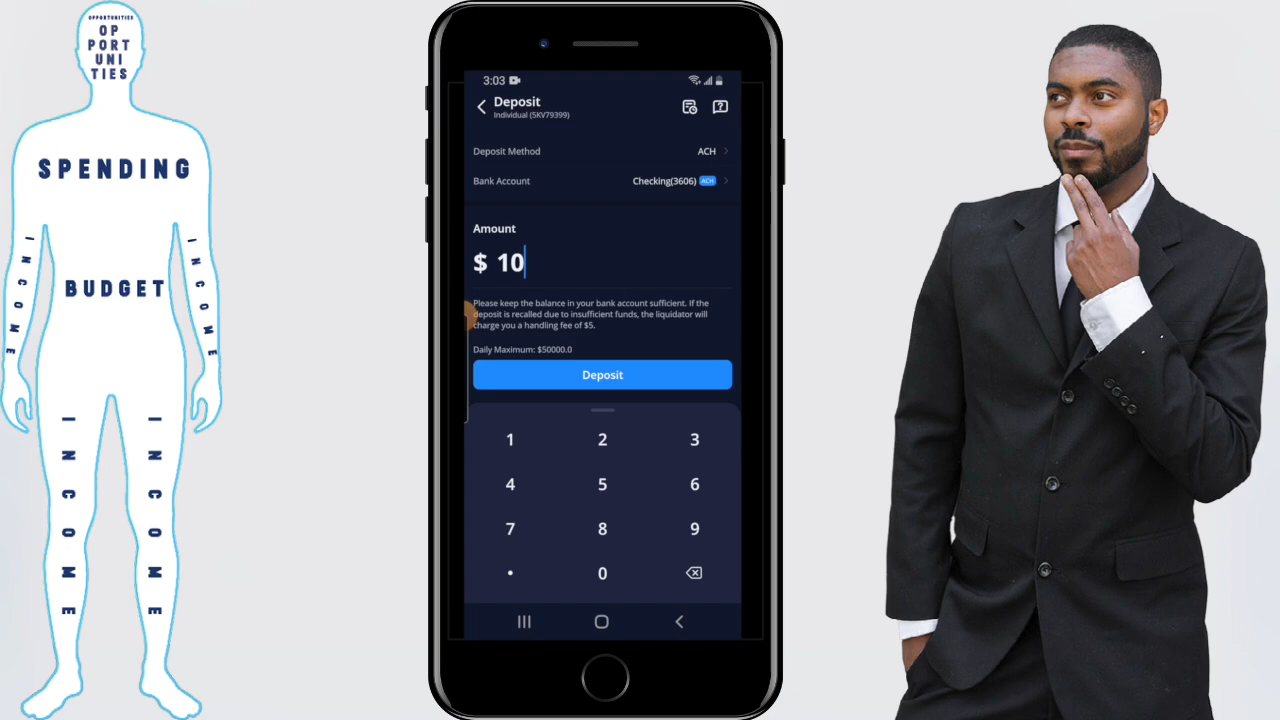 OPPORTUNITIES
OP
PORT
UNI
TIES
SPENDING
INCOME
INCOME
BUDGET
INCOME
INCOME
3:03
Deposit
Individual (5KV79399)
Deposit Method ACH
Bank Account Checking(3606) ACH
Amount
$ 10
Please keep the balance in your bank account sufficient. If the
deposit is recalled due to insufficient funds, the liquidator will
charge you a handling fee of $5.
Daily Maximum: $50000.0
Deposit
1 2 3
4 5 6
7 8 9
. 0